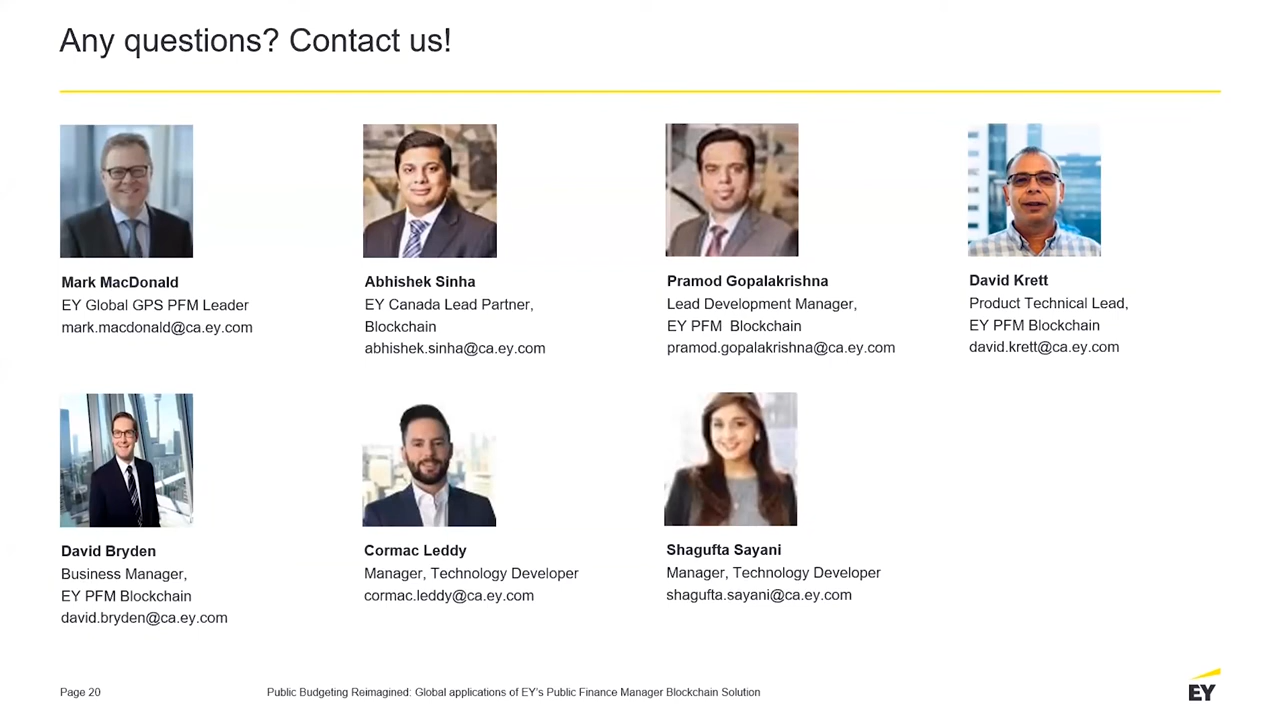 Any questions? Contact us!
Mark MacDonald
EY Global GPS PFM Leader
mark.macdonald@ca.ey.com
Abhishek Sinha
EY Canada Lead Partner,
Blockchain
abhishek.sinha@ca.ey.com
Pramod Gopalakrishna
Lead Development Manager,
EY PFM Blockchain
pramod.gopalakrishna@ca.ey.com
David Krett
Product Technical Lead,
EY PFM Blockchain
david.krett@ca.ey.com
David Bryden
Business Manager,
EY PFM Blockchain
david.bryden@ca.ey.com
Cormac Leddy
Manager, Technology Developer
cormac.leddy@ca.ey.com
Shagufta Sayani
Manager, Technology Developer
shagufta.sayani@ca.ey.com
Page 20
Public Budgeting Reimagined: Global applications of EY's Public Finance Manager Blockchain Solution
EY